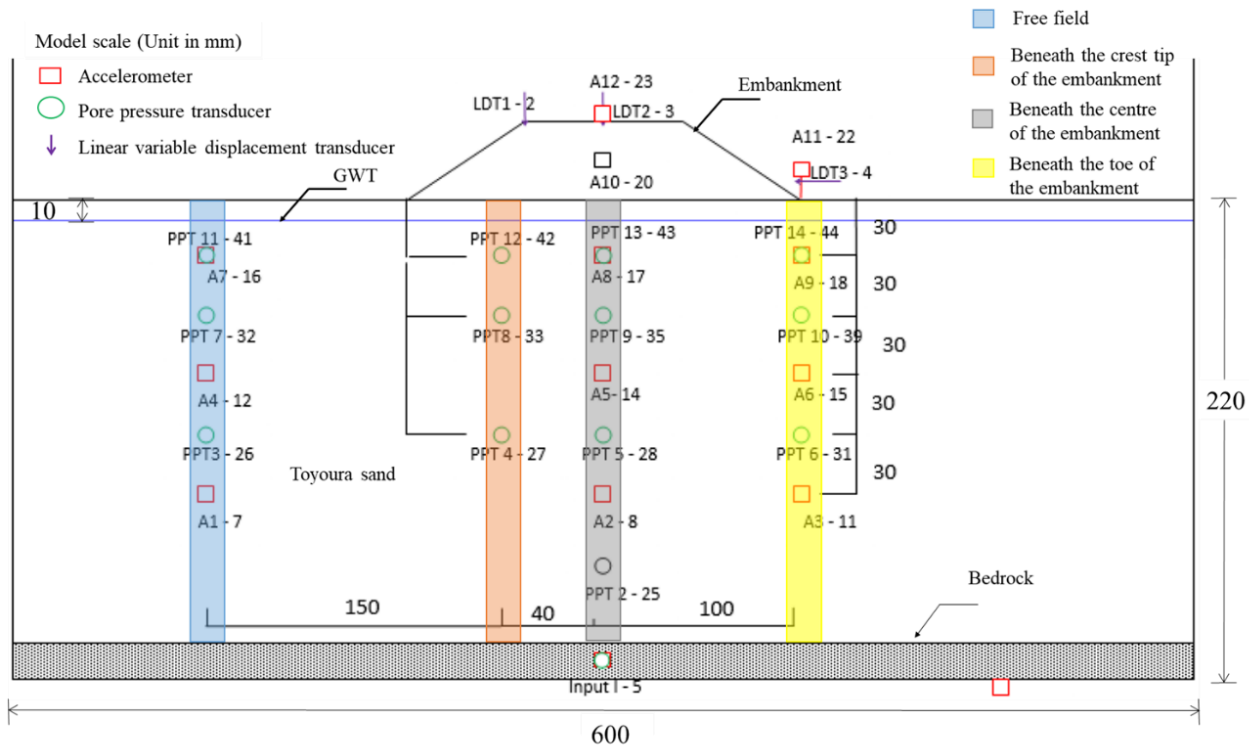 Model scale (Unit in mm)
Accelerometer
Pore pressure transducer
Linear variable displacement transducer
Free field
Beneath the crest tip
of the embankment
Beneath the centre
of the embankment
Beneath the toe of
the embankment
A12 - 23
LDT1 - 2
LDT2 - 3
Embankment
A11 - 22
LDT3 - 4
A10 - 20
GWT
10
PPT 11 - 41
PPT 12 - 42
PPT 13 - 43
PPT 14 - 44
30
A7 - 16
A8 - 17
A9 - 18
30
PPT 7 - 32
PPT8 - 33
PPT 9 - 35
PPT 10 - 39
30
A4 - 12
A5- 14
A6 - 15
30
220
PPT3 - 26
PPT 4 - 27
PPT 5 - 28
PPT 6 - 31
Toyoura sand
30
A1 - 7
A2 - 8
A3 - 11
PPT 2 - 25
Bedrock
150
40
100
Input I - 5
600